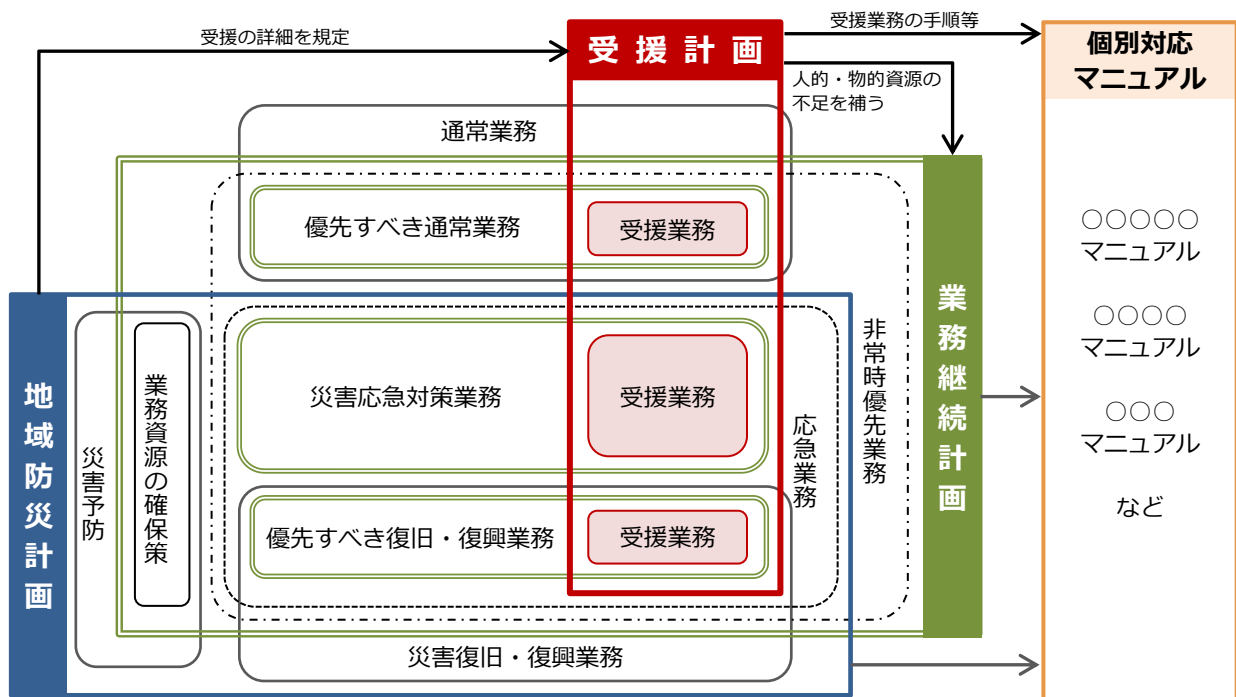 受援の詳細を規定
受援計画
受援業務の手順等
人的・物的資源の
不足を補う
個別対応
マニュアル
通常業務
優先すべき通常業務
受援業務
○○○○○
マニュアル
○○○○
マニュアル
○○○
マニュアル
など
地域防災計画
災害予防
業務資源の確保策
災害応急対策業務
受援業務
応急業務
非常時優先業務
業務継続計画
優先すべき復旧・復興業務
受援業務
災害復旧・復興業務